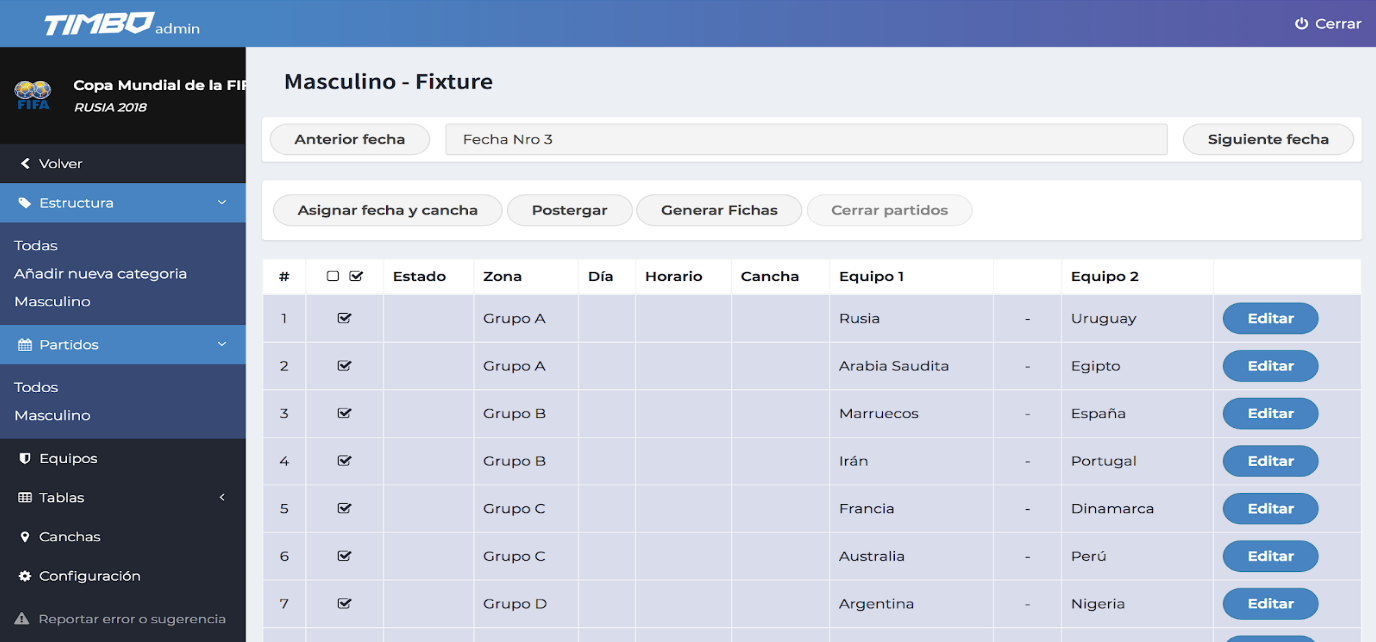 TIMBO admin
Cerrar
FIFA
Copa Mundial de la FIF
RUSIA 2018
Volver
Estructura
Todas
Añadir nueva categoria
Masculino
Partidos
Todos
Masculino
Equipos
Tablas
Canchas
Configuración
Reportar error o sugerencia
Masculino - Fixture
Anterior fecha Fecha Nro 3 Siguiente fecha
Asignar fecha y cancha Postergar Generar Fichas Cerrar partidos
# Estado Zona Día Horario Cancha Equipo 1 Equipo 2
1 Grupo A Rusia - Uruguay Editar
2 Grupo A Arabia Saudita - Egipto Editar
3 Grupo B Marruecos - España Editar
4 Grupo B Irán - Portugal Editar
5 Grupo C Francia - Dinamarca Editar
6 Grupo C Australia - Perú Editar
7 Grupo D Argentina - Nigeria Editar